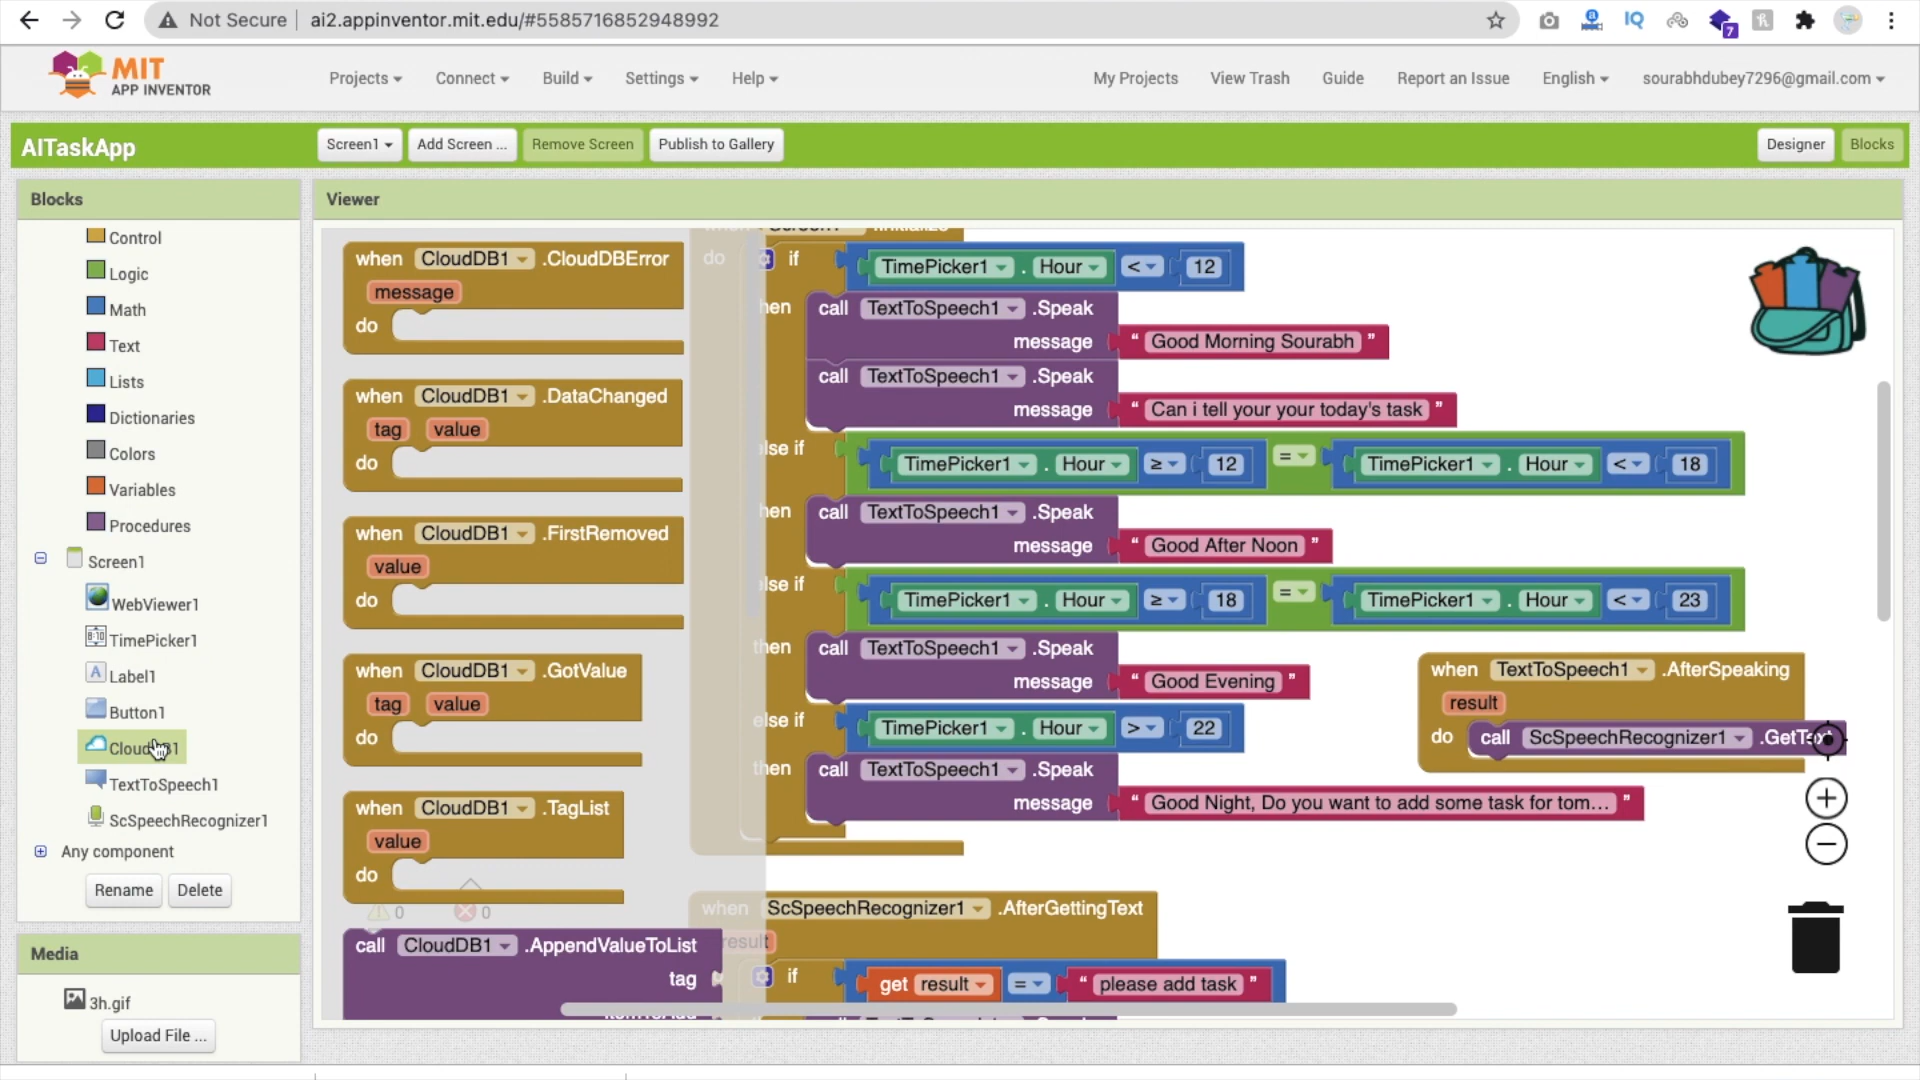 Not Secure | ai2.appinventor.mit.edu/#5585716852948992
IQ
7
MIT
APP INVENTOR
Projects Connect Build Settings Help My Projects View Trash Guide Report an Issue English sourabhdubey7296@gmail.com
AITaskApp Screen1 Add Screen ... Remove Screen Publish to Gallery Designer Blocks
Blocks
Control
Logic
Math
Text
Lists
Dictionaries
Colors
Variables
Procedures
Screen1
WebViewer1
TimePicker1
Label1
Button1
TextToSpeech1
ScSpeechRecognizer1
Any component
Rename Delete
Media
3h.gif
Upload File ...
Viewer
when CloudDB1 .CloudDBError
message
do
when CloudDB1 .DataChanged
tag value
do
when CloudDB1 .FirstRemoved
value
do
when CloudDB1 .GotValue
tag value
do
when CloudDB1 .TagList
value
do
0 0
call CloudDB1 .AppendValueToList
tag
do if TimePicker1 . Hour < 12
call TextToSpeech1 .Speak
message " Good Morning Sourabh "
call TextToSpeech1 .Speak
message " Can i tell your your today's task "
TimePicker1 . Hour ≥ 12 = TimePicker1 . Hour < 18
call TextToSpeech1 .Speak
message " Good After Noon "
TimePicker1 . Hour ≥ 18 = TimePicker1 . Hour < 23
then call TextToSpeech1 .Speak
message " Good Evening "
else if TimePicker1 . Hour > 22
then call TextToSpeech1 .Speak
message " Good Night, Do you want to add some task for tom... "
when TextToSpeech1 .AfterSpeaking
result
do call ScSpeechRecognizer1
when ScSpeechRecognizer1 .AfterGettingText
result
if get result = " please add task "